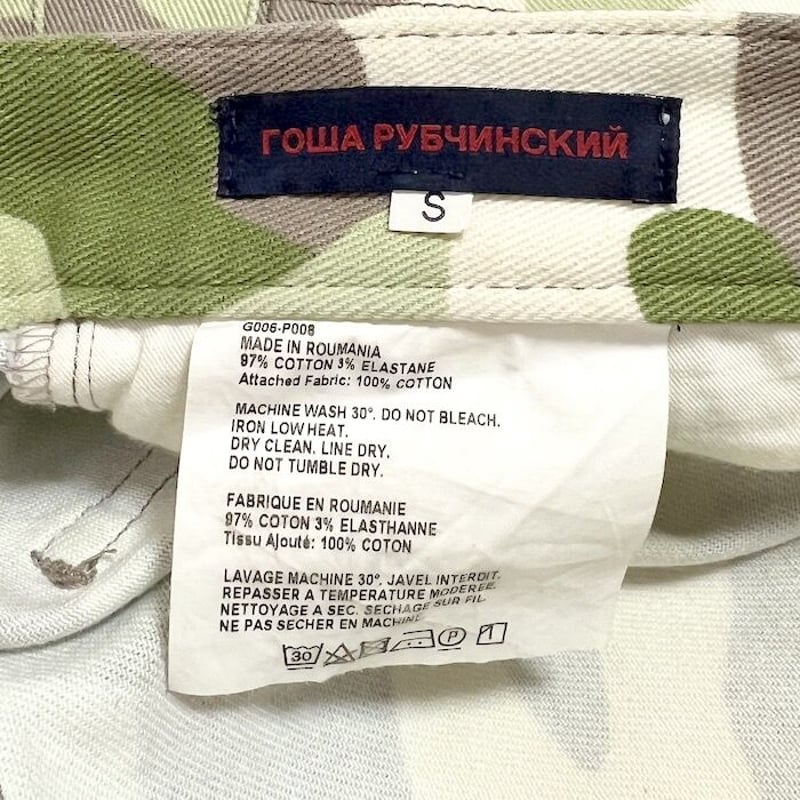 ГОША РУБЧИНСКИЙ
S
G006-P008
MADE IN ROUMANIA
97% COTTON 3% ELASTANE
Attached Fabric: 100% COTTON
MACHINE WASH 30°. DO NOT BLEACH.
IRON LOW HEAT.
DRY CLEAN. LINE DRY.
DO NOT TUMBLE DRY.
FABRIQUE EN ROUMANIE
97% COTON 3% ELASTHANNE
Tissu Ajouté: 100% COTON
LAVAGE MACHINE 30°. JAVEL INTERDIT.
REPASSER A TEMPERATURE MODEREE.
NETTOYAGE A SEC. SECHAGE SUR FIL.
NE PAS SECHER EN MACHINE
30 P